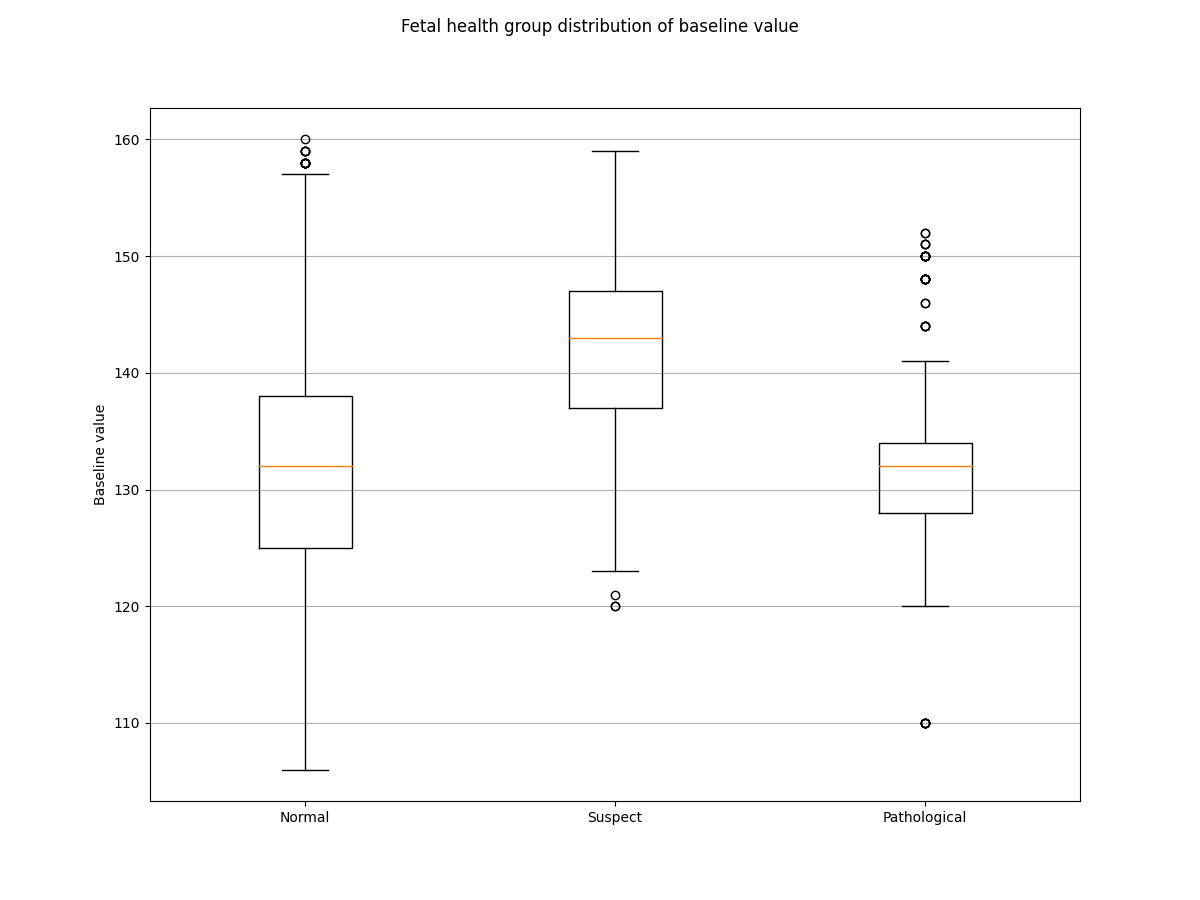 Fetal health group distribution of baseline value
160
150
140
130
120
110
Baseline value
Normal
Suspect
Pathological